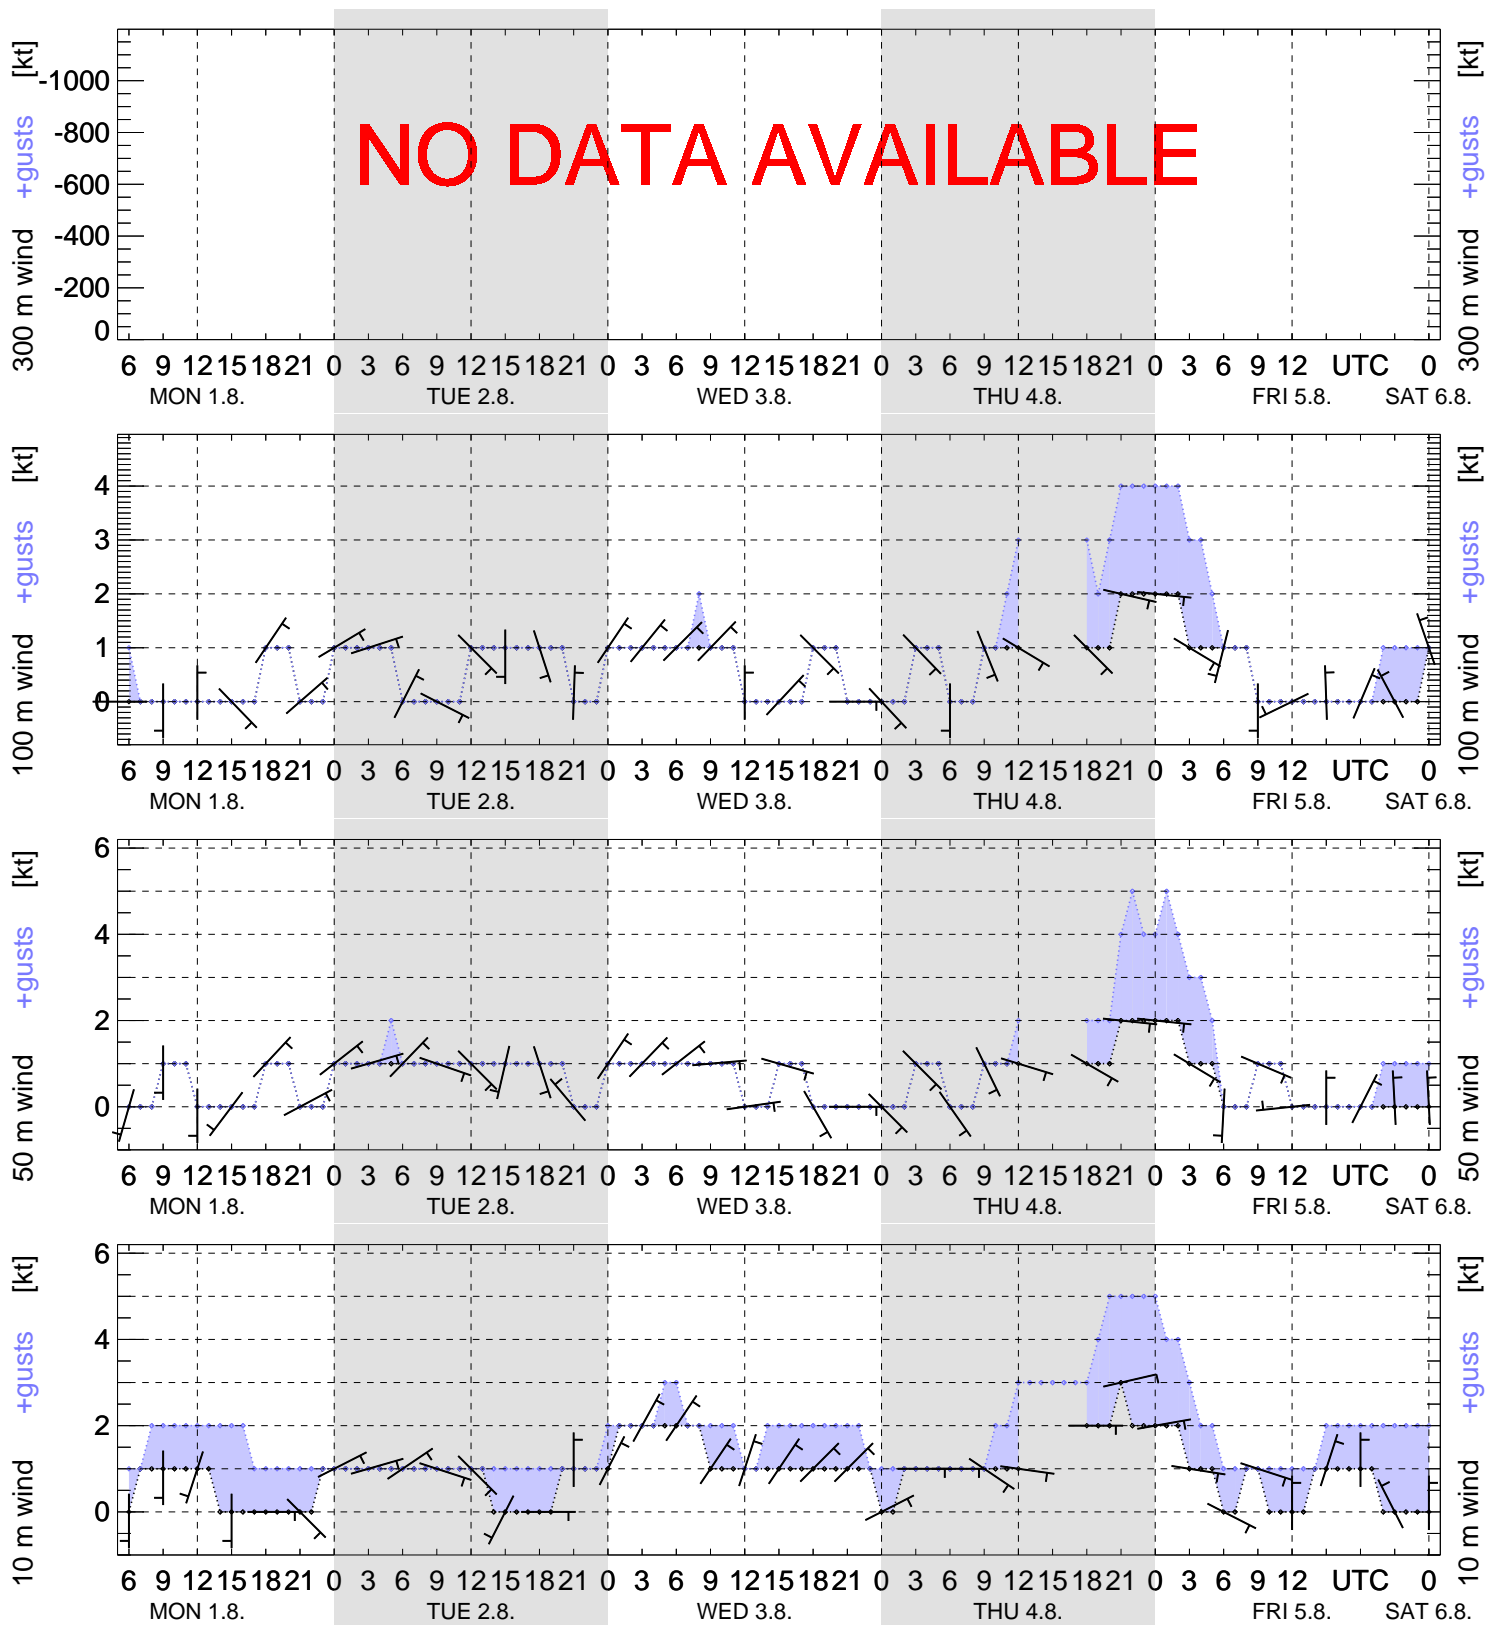 300 m wind +gusts [kt]
-1000
-800
-600
-400
-200
0
NO DATA AVAILABLE
300 m wind +gusts [kt]
6 9 12 15 18 21 0 3 6 9 12 15 18 21 0 3 6 9 12 15 18 21 0 3 6 9 12 15 18 21 0 3 6 9 12 UTC 0
MON 1.8. TUE 2.8. WED 3.8. THU 4.8. FRI 5.8. SAT 6.8.
100 m wind +gusts [kt]
4
3
2
1
0
100 m wind +gusts [kt]
6 9 12 15 18 21 0 3 6 9 12 15 18 21 0 3 6 9 12 15 18 21 0 3 6 9 12 15 18 21 0 3 6 9 12 UTC 0
MON 1.8. TUE 2.8. WED 3.8. THU 4.8. FRI 5.8. SAT 6.8.
50 m wind +gusts [kt]
6
4
2
0
50 m wind +gusts [kt]
6 9 12 15 18 21 0 3 6 9 12 15 18 21 0 3 6 9 12 15 18 21 0 3 6 9 12 15 18 21 0 3 6 9 12 UTC 0
MON 1.8. TUE 2.8. WED 3.8. THU 4.8. FRI 5.8. SAT 6.8.
10 m wind +gusts [kt]
6
4
2
0
10 m wind +gusts [kt]
6 9 12 15 18 21 0 3 6 9 12 15 18 21 0 3 6 9 12 15 18 21 0 3 6 9 12 15 18 21 0 3 6 9 12 UTC 0
MON 1.8. TUE 2.8. WED 3.8. THU 4.8. FRI 5.8. SAT 6.8.